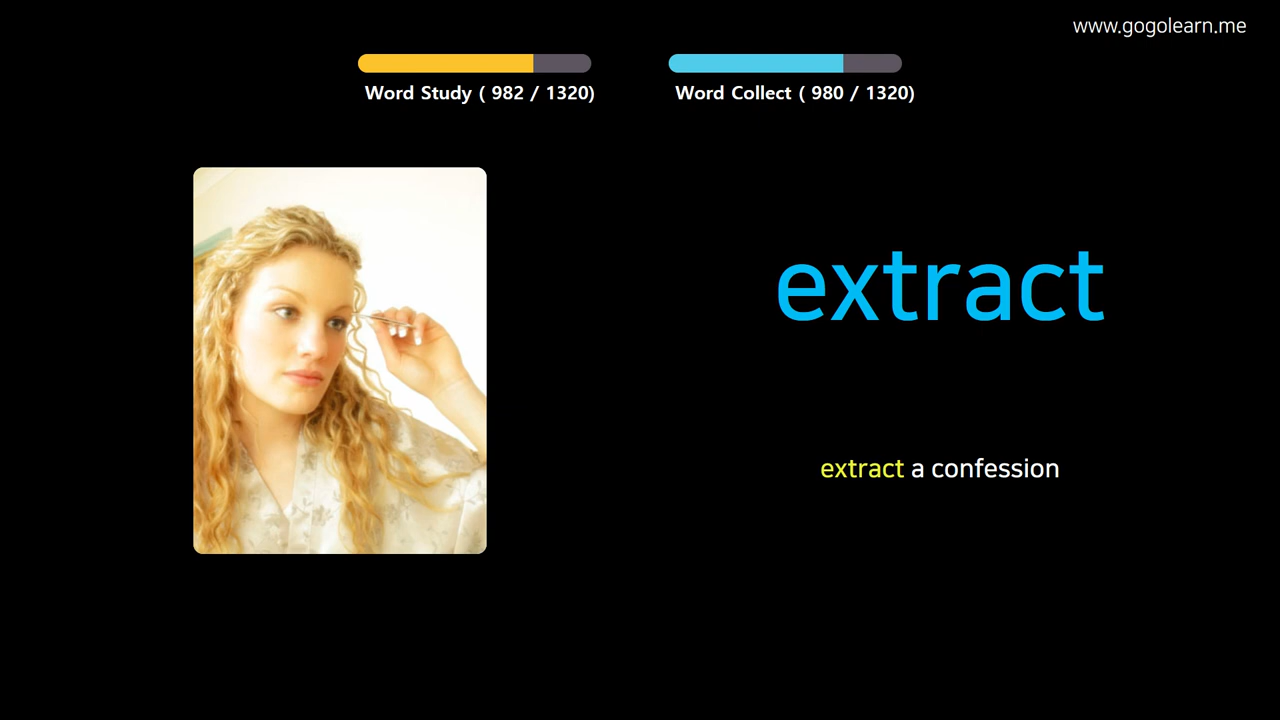 www.gogolearn.me
Word Study ( 982 / 1320)
Word Collect ( 980 / 1320)
extract
extract a confession